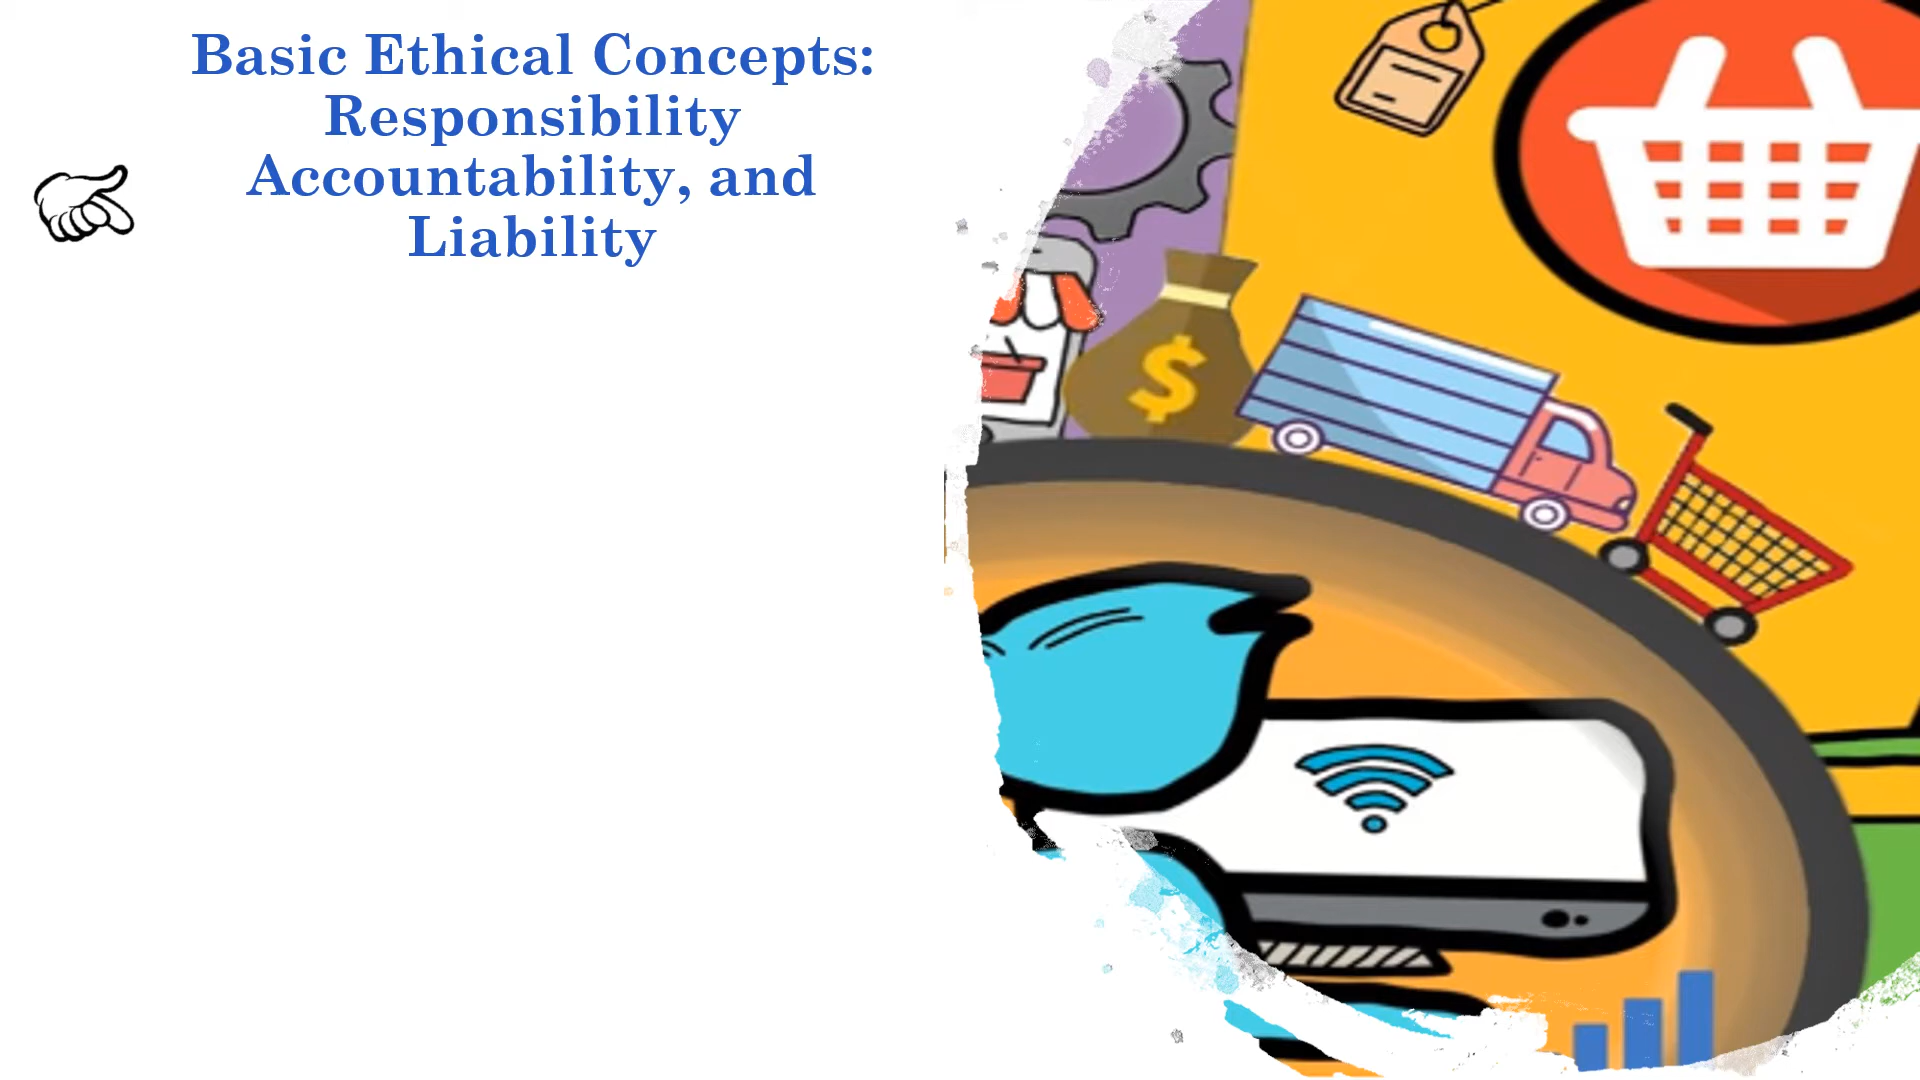 Basic Ethical Concepts:
Responsibility
Accountability, and
Liability
$